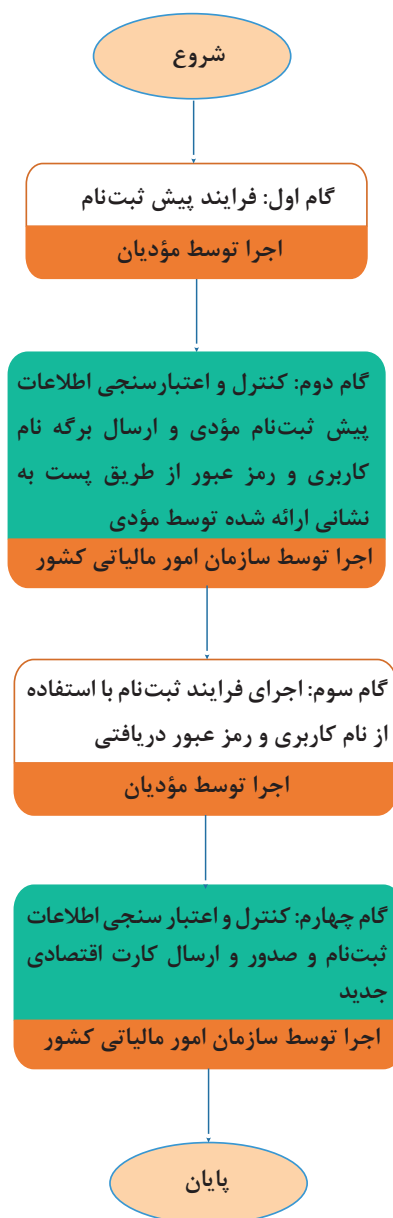 شروع
گام اول: فرایند پیش ثبت‌نام
اجرا توسط مؤدیان
گام دوم: کنترل و اعتبارسنجی اطلاعات
پیش ثبت‌نام مؤدی و ارسال برگه نام
کاربری و رمز عبور از طریق پست به
نشانی ارائه شده توسط مؤدی
اجرا توسط سازمان امور مالیاتی کشور
گام سوم: اجرای فرایند ثبت‌نام با استفاده
از نام کاربری و رمز عبور دریافتی
اجرا توسط مؤدیان
گام چهارم: کنترل و اعتبار سنجی اطلاعات
ثبت‌نام و صدور و ارسال کارت اقتصادی
جدید
اجرا توسط سازمان امور مالیاتی کشور
پایان